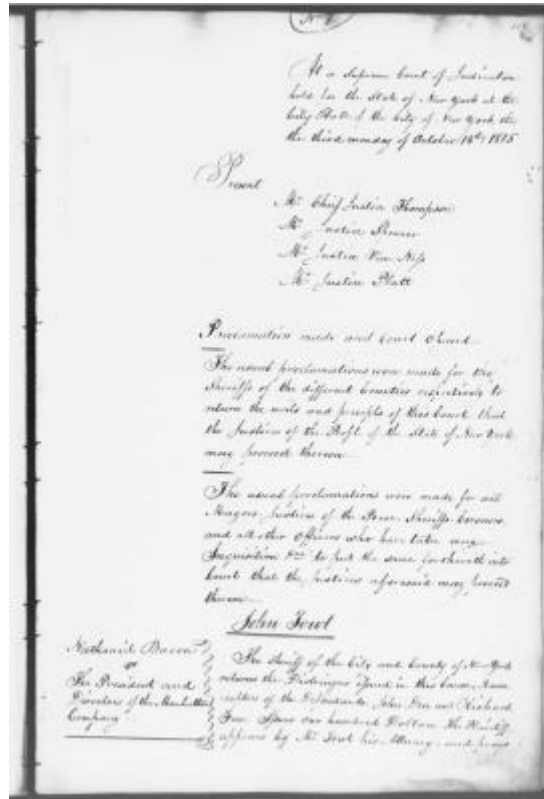 At a Supreme Court of Judicature
held for the State of New York at the
City Hall of the City of New York the
the third monday of October (16th) 1815
Present
Mr. Chief Justice Thompson
Mr. Justice Spencer
Mr. Justice Van Ness
Mr. Justice Platt
Proclamation made and Court Opened
The usual proclamations were made for the
Sheriffs of the different Counties respectively to
return the writs and precepts of this Court that
the Justices of the People of the State of New York
may proceed thereon
The usual proclamations were made for all
Mayors, Justices of the Peace, Sheriffs Coroners
and all other Officers who have taken any
Inquisition &c to put the same forthwith into
Court that the Justices aforesaid may proceed
thereon
John Fowl
Nathaniel Bacon
vs
The President and
Directors of the Manhattan
Company
The Sheriff of the City and County of New York
returns the Distringas issued in this cause
of the Defendants John Den and Richard
Fen Issues one hundred Dollars the Plaintiff
appears by Mr. his Attorney and prays